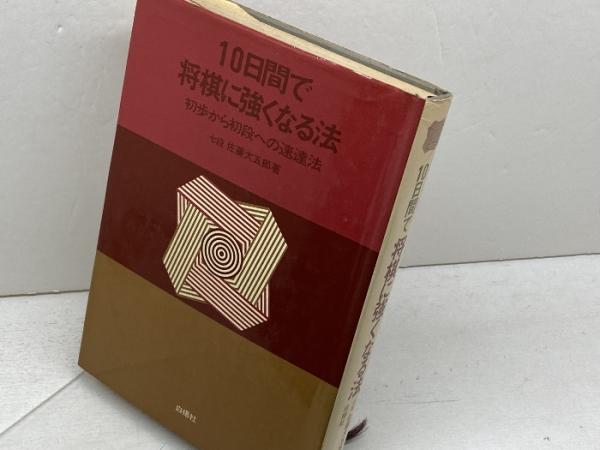 10日間で
将棋に強くなる法
初歩から初段への速達法
七段 佐藤大五郎著
白揚社
10日間で将棋に強くなる法